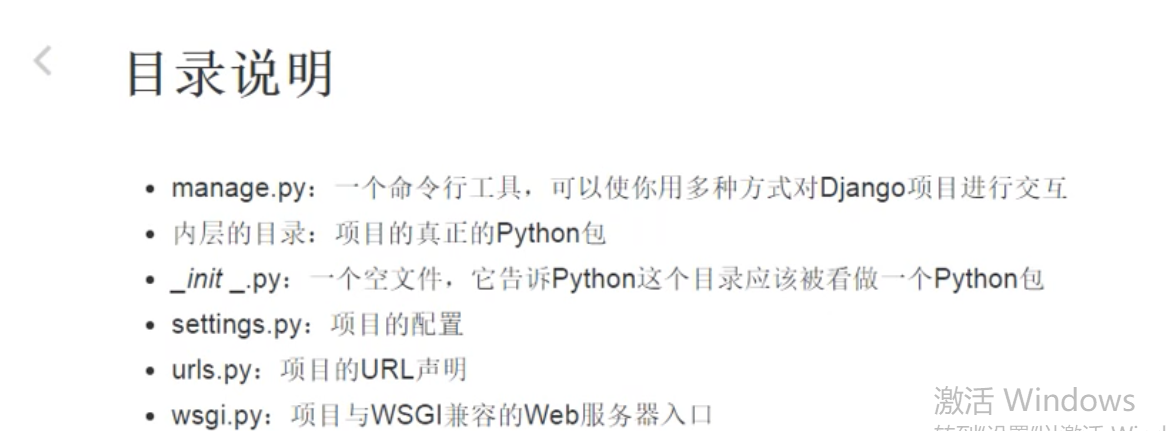 目录说明
manage.py：一个命令行工具，可以使你用多种方式对Django项目进行交互
内层的目录：项目的真正的Python包
_init _.py：一个空文件，它告诉Python这个目录应该被看做一个Python包
settings.py：项目的配置
urls.py：项目的URL声明
wsgi.py：项目与WSGI兼容的Web服务器入口
激活 Windows